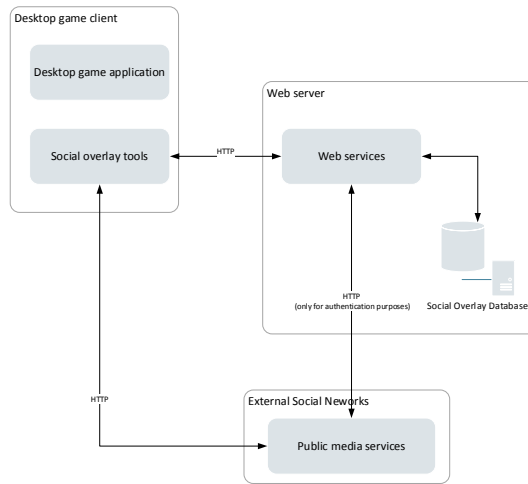 Desktop game client
Desktop game application
Web server
Social overlay tools
HTTP
Web services
HTTP
(only for authentication purposes)
Social Overlay Database
HTTP
External Social Neworks
Public media services